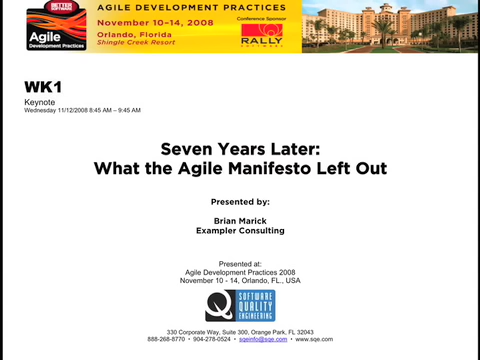 AGILE DEVELOPMENT PRACTICES
November 10–14, 2008
Orlando, Florida
Shingle Creek Resort
Conference Sponsor
RALLY
Agile
Development Practices
WK1
Keynote
Wednesday 11/12/2008 8:45 AM – 9:45 AM
Seven Years Later:
What the Agile Manifesto Left Out
Presented by:
Brian Marick
Exampler Consulting
Presented at:
Agile Development Practices 2008
November 10 - 14, Orlando, FL., USA
SOFTWARE
QUALITY
ENGINEERING
330 Corporate Way, Suite 300, Orange Park, FL 32043
888-268-8770 • 904-278-0524 • sqeinfo@sqe.com • www.sqe.com